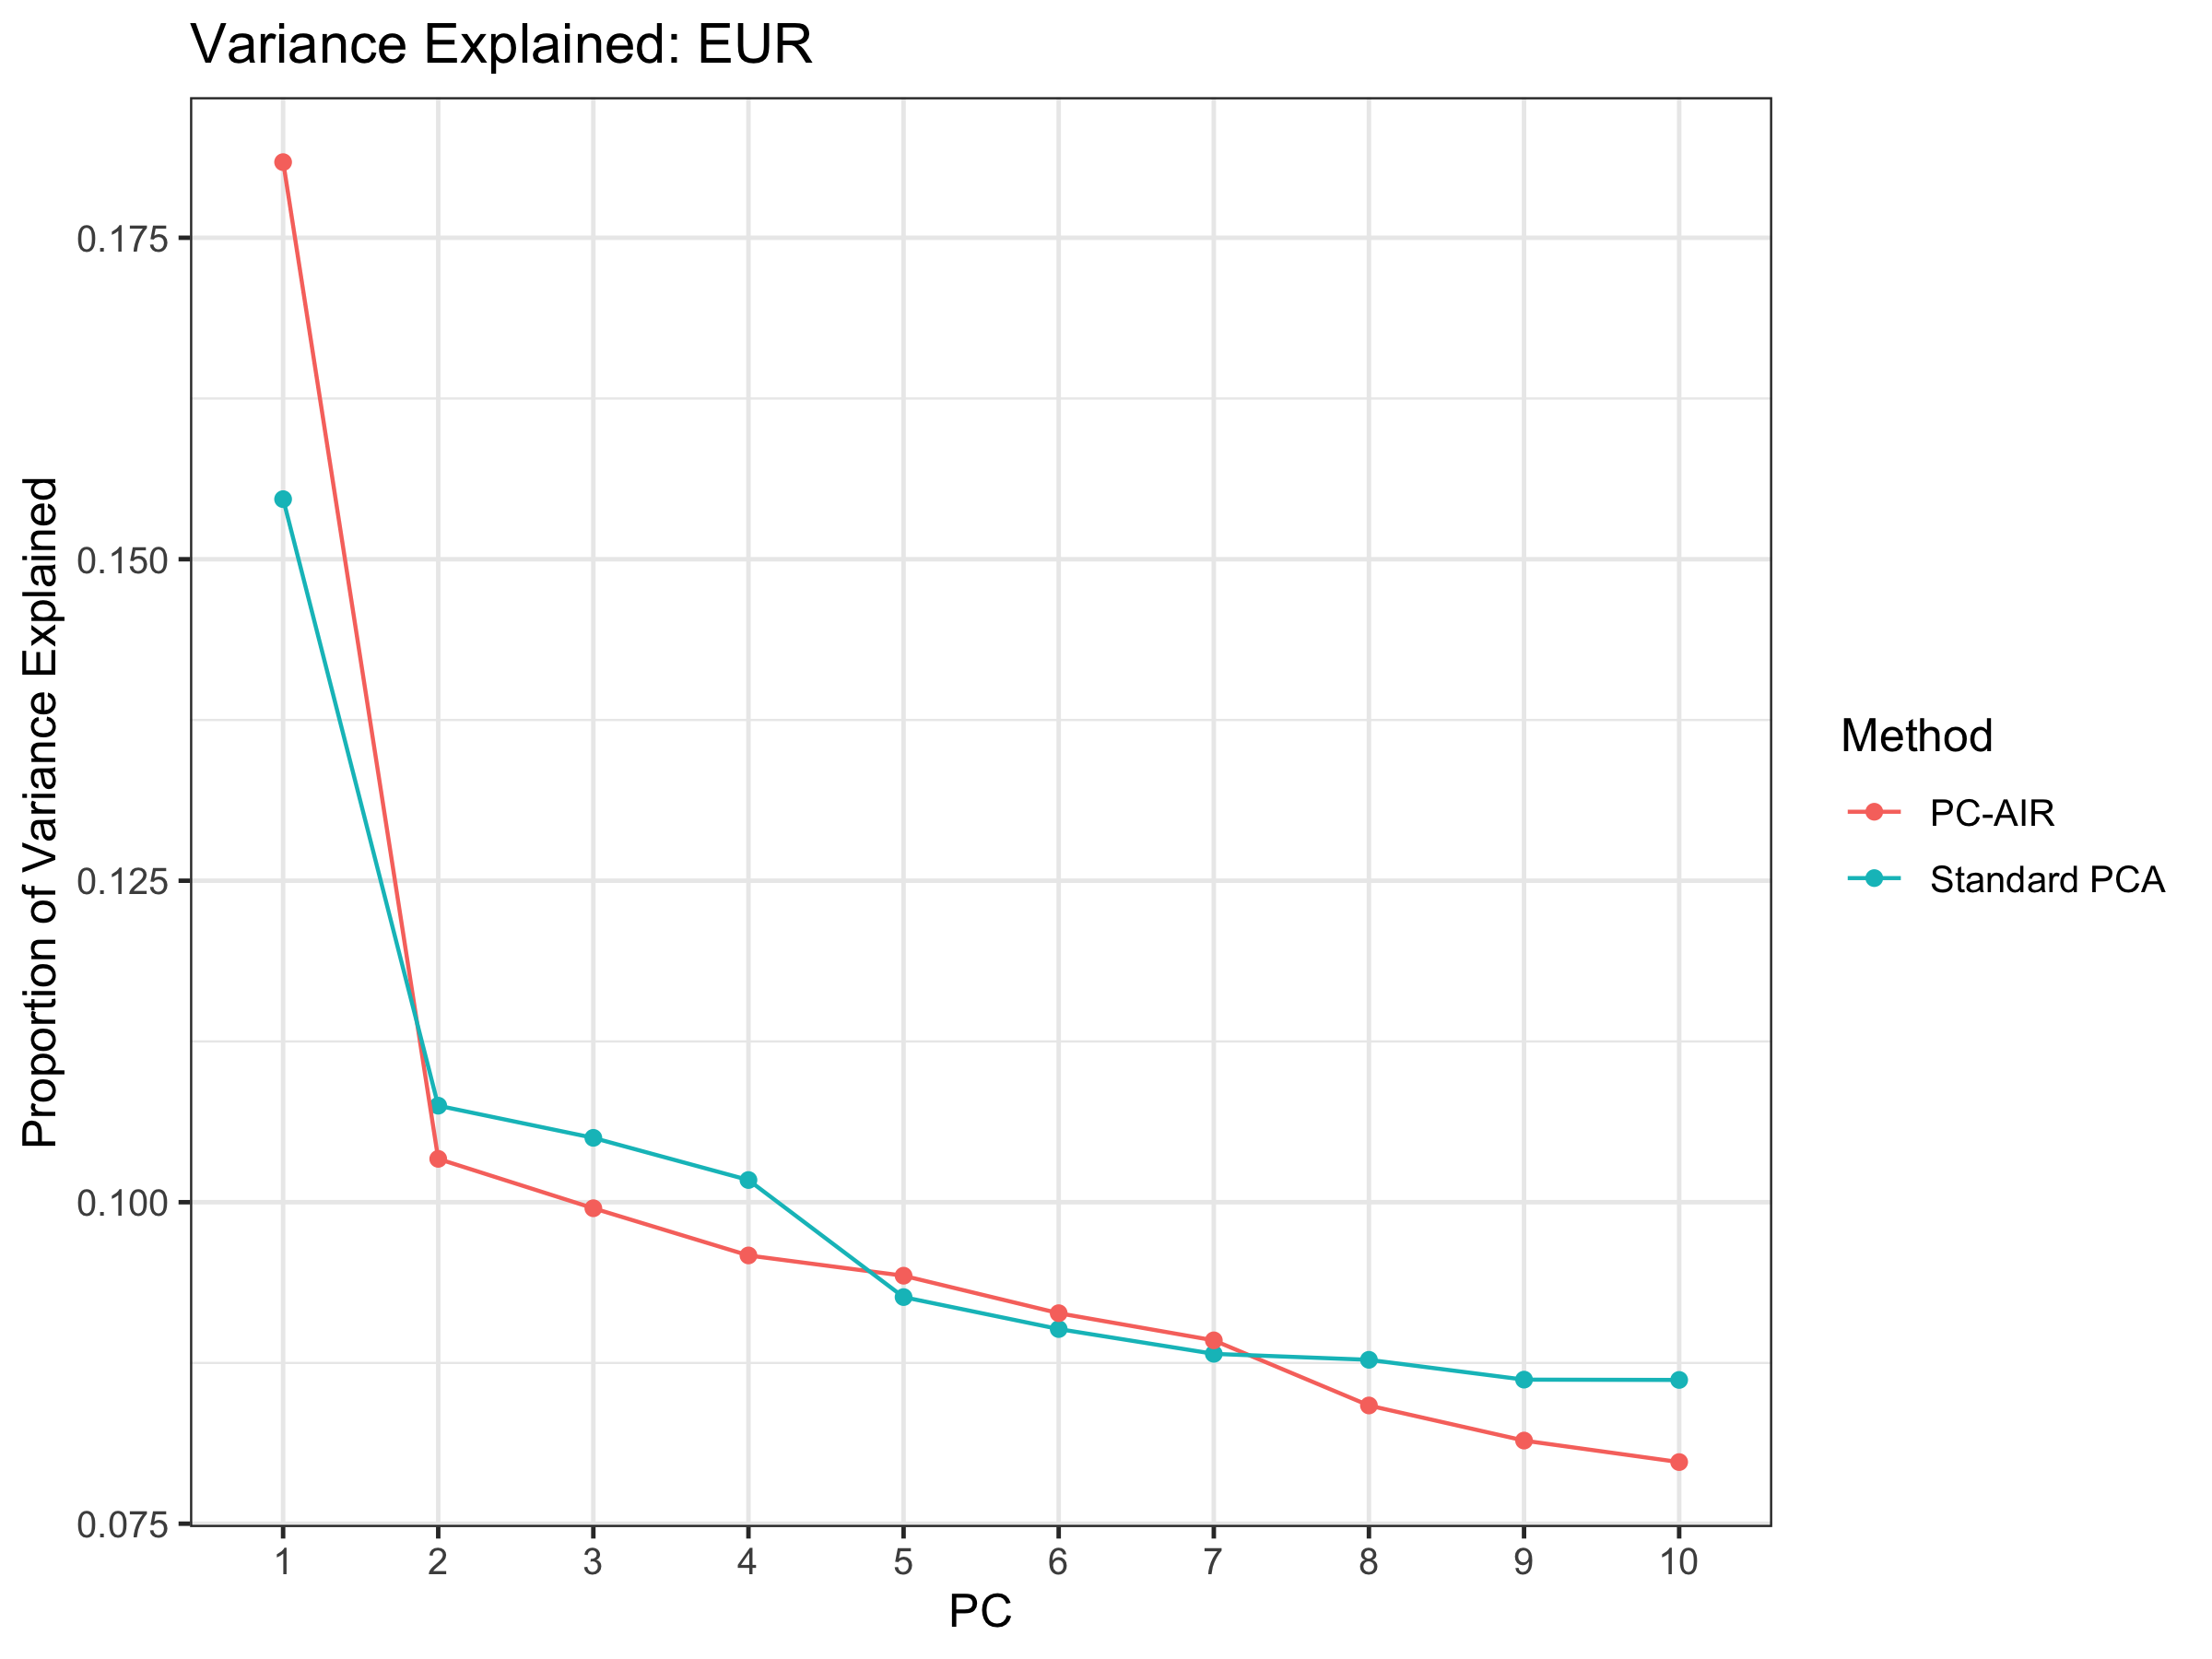 Variance Explained: EUR
Proportion of Variance Explained
0.175
0.150
0.125
0.100
0.075
1 2 3 4 5 6 7 8 9 10
PC
Method
PC-AIR
Standard PCA